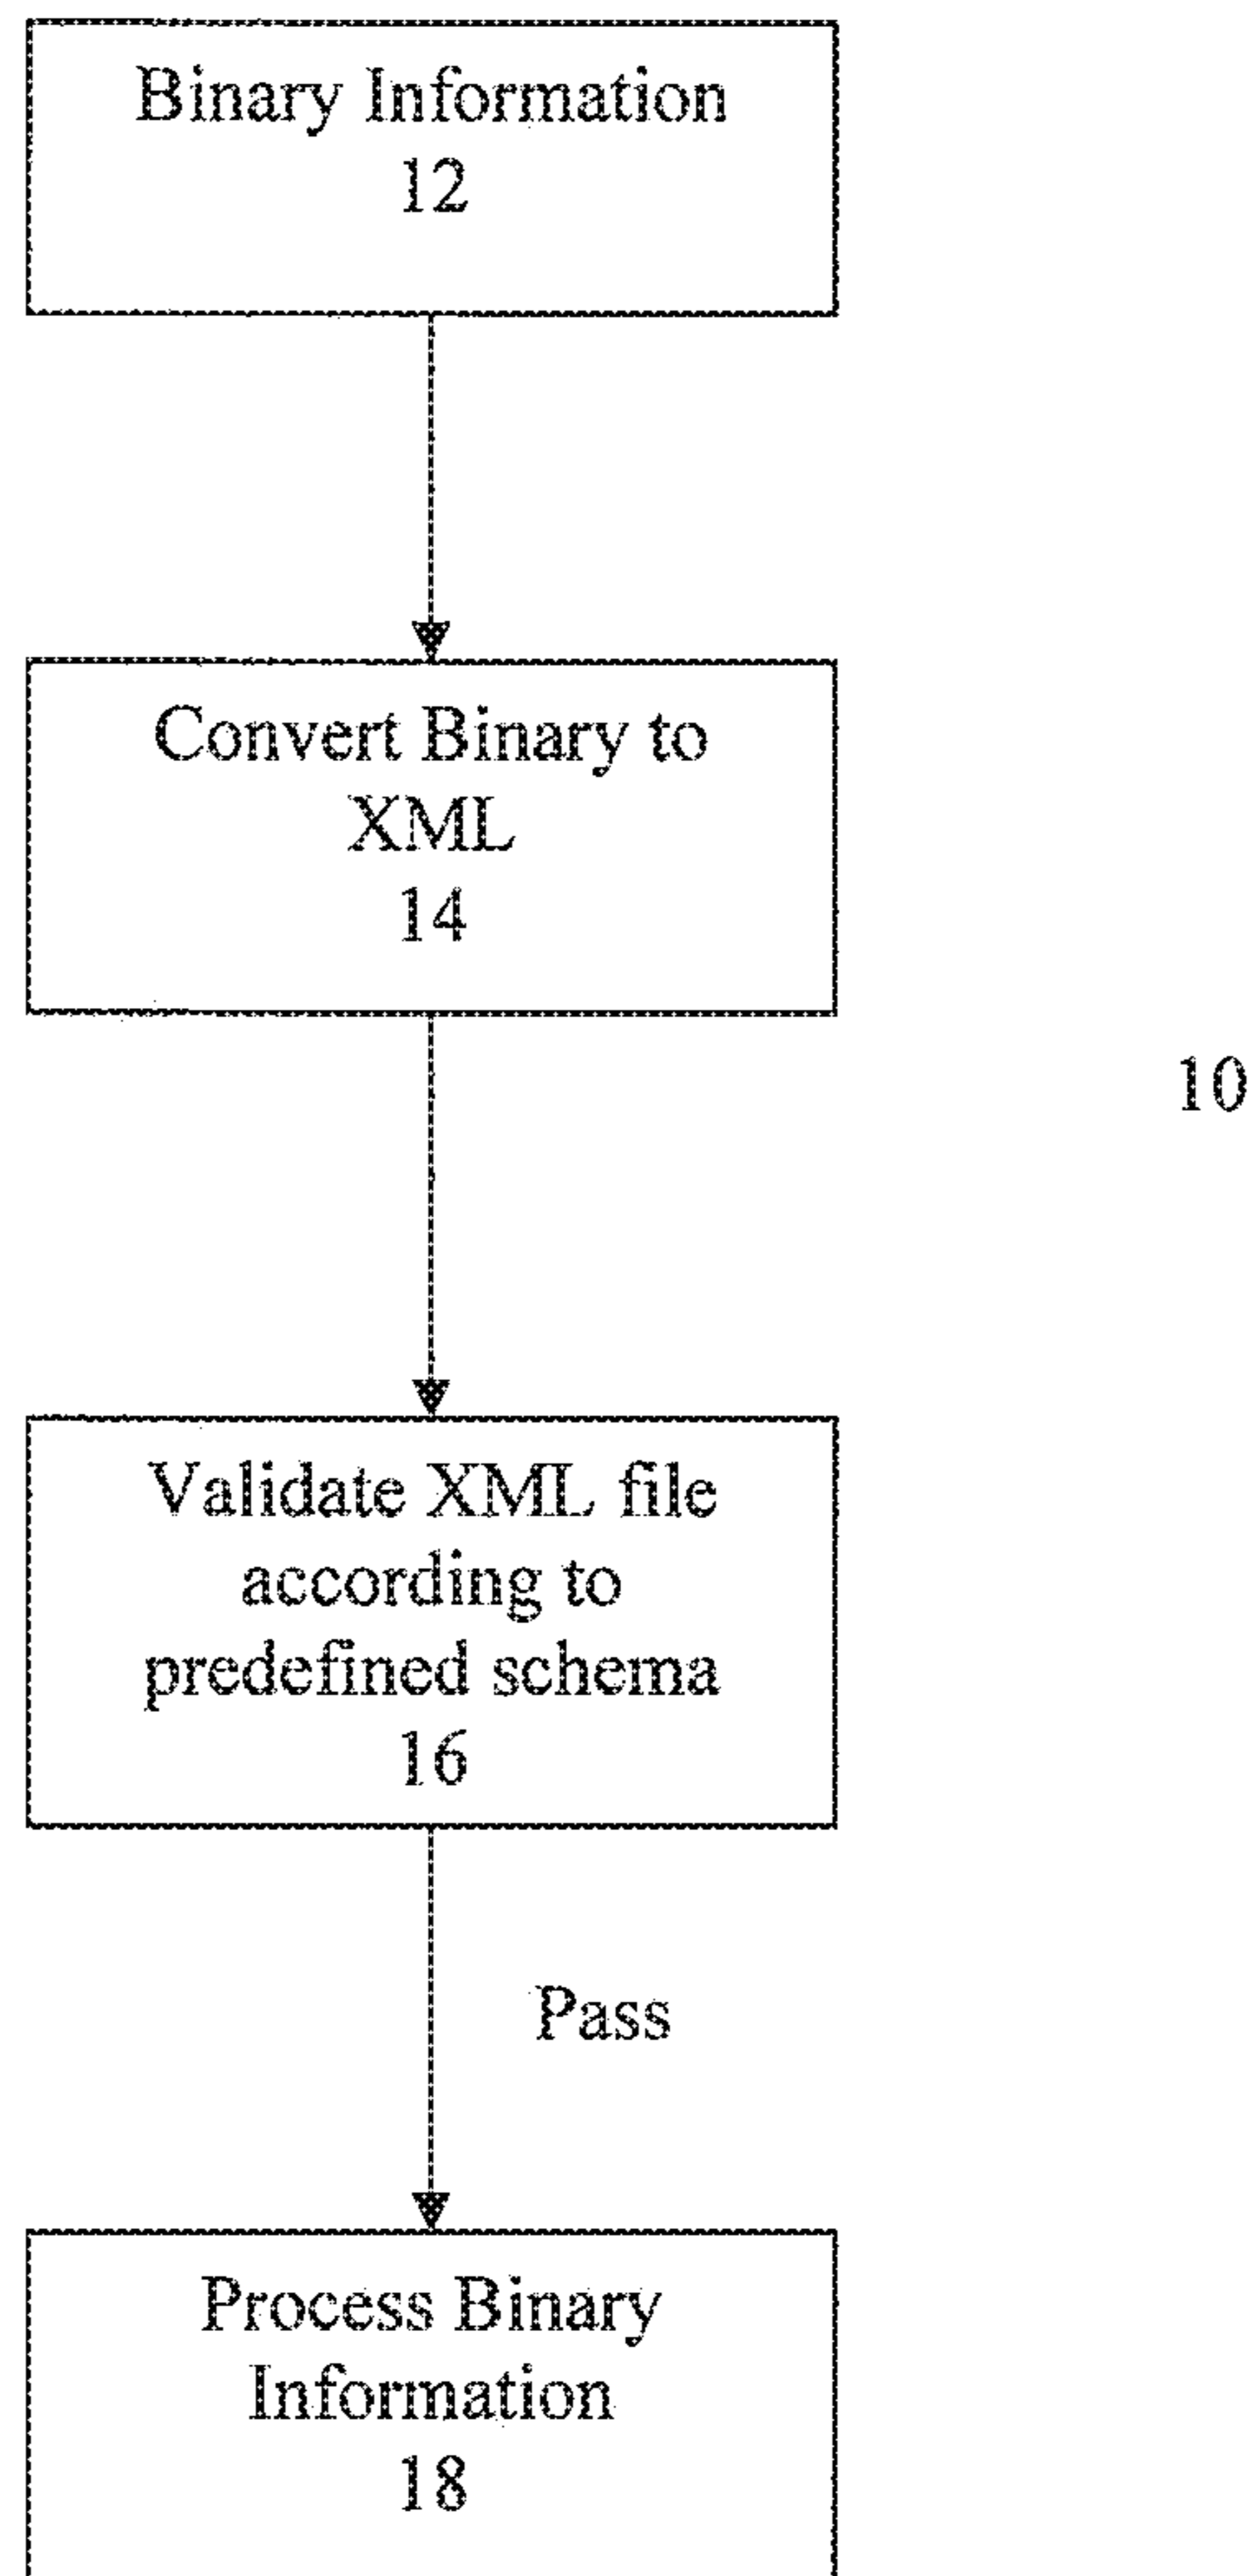 Binary Information
12
Convert Binary to
XML
14
10
Validate XML file
according to
predefined schema
16
Pass
Process Binary
Information
18